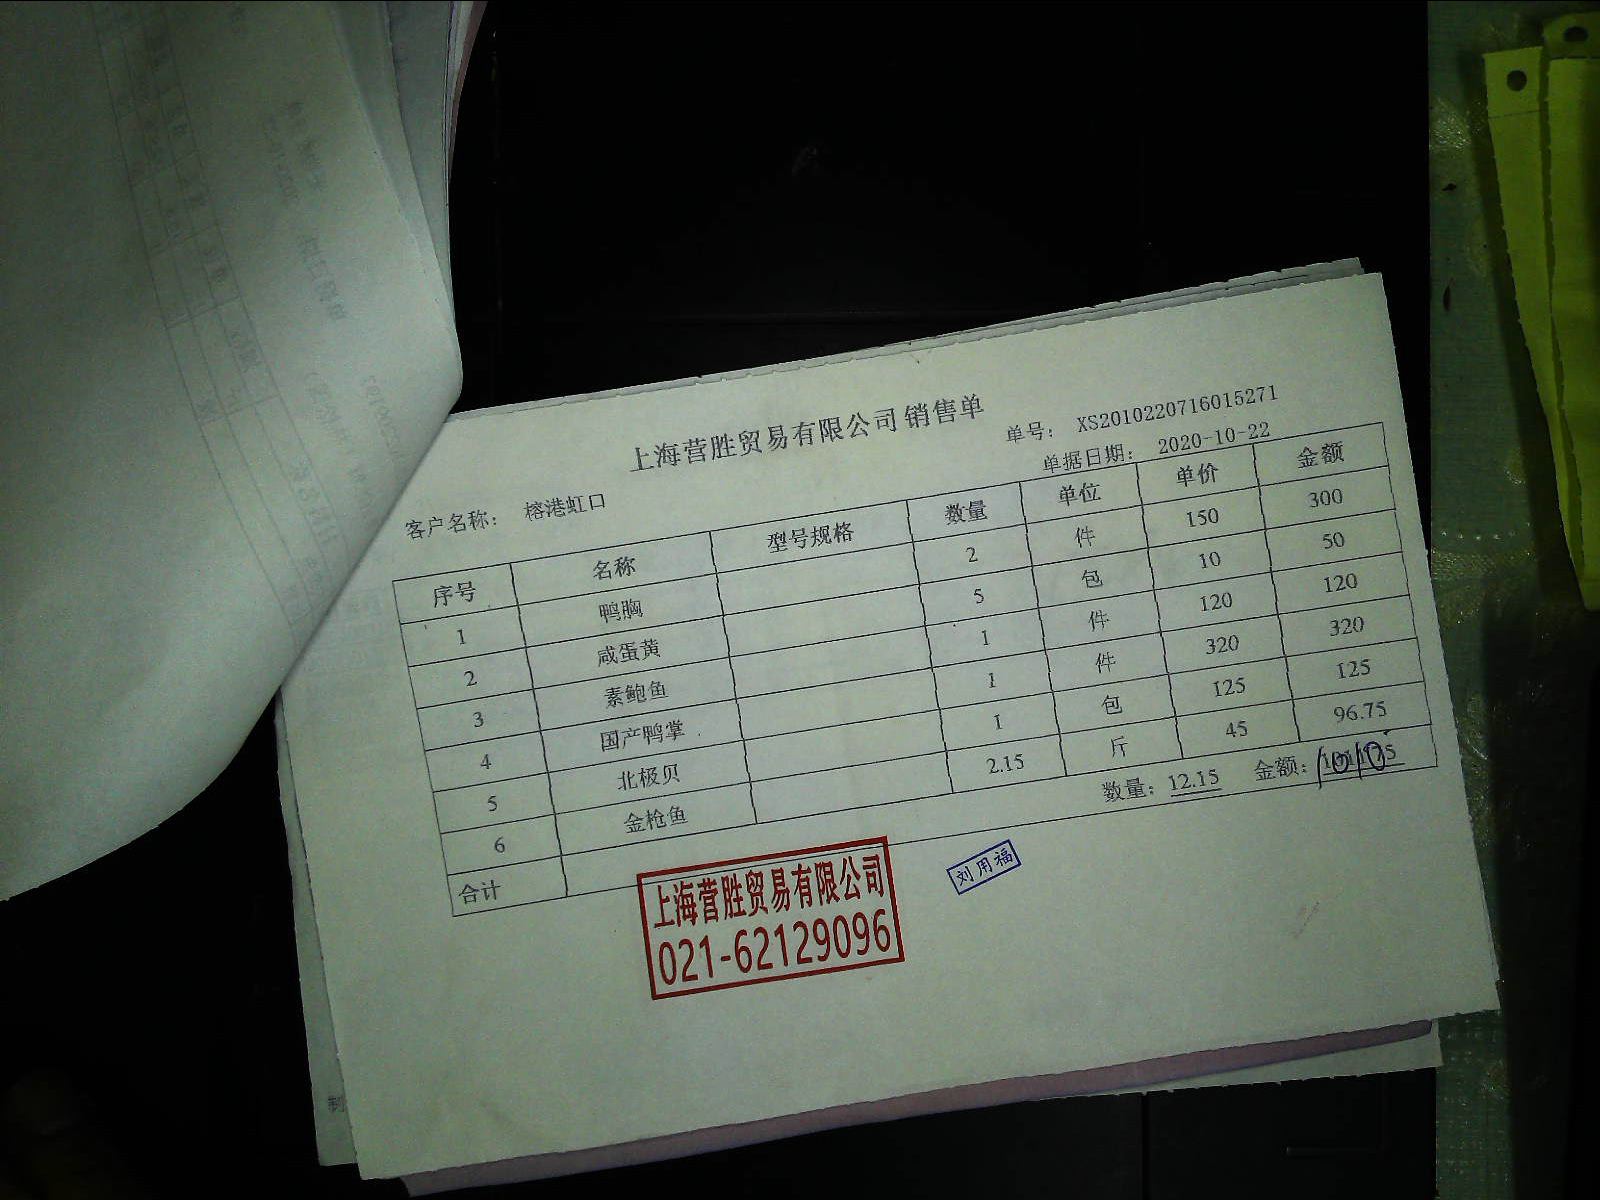 上海营胜贸易有限公司销售单
单号： XS2010220716015271
客户名称： 榕港虹口 单据日期： 2020-10-22
序号 名称 型号规格 数量 单位 单价 金额
1 鸭胸 2 件 150 300
2 咸蛋黄 5 包 10 50
3 素鲍鱼 1 件 120 120
4 国产鸭掌 1 件 320 320
5 北极贝 1 包 125 125
6 金枪鱼 2.15 斤 45 96.75
合计 数量：12.15 金额：
上海营胜贸易有限公司
021-62129096
刘用福
制